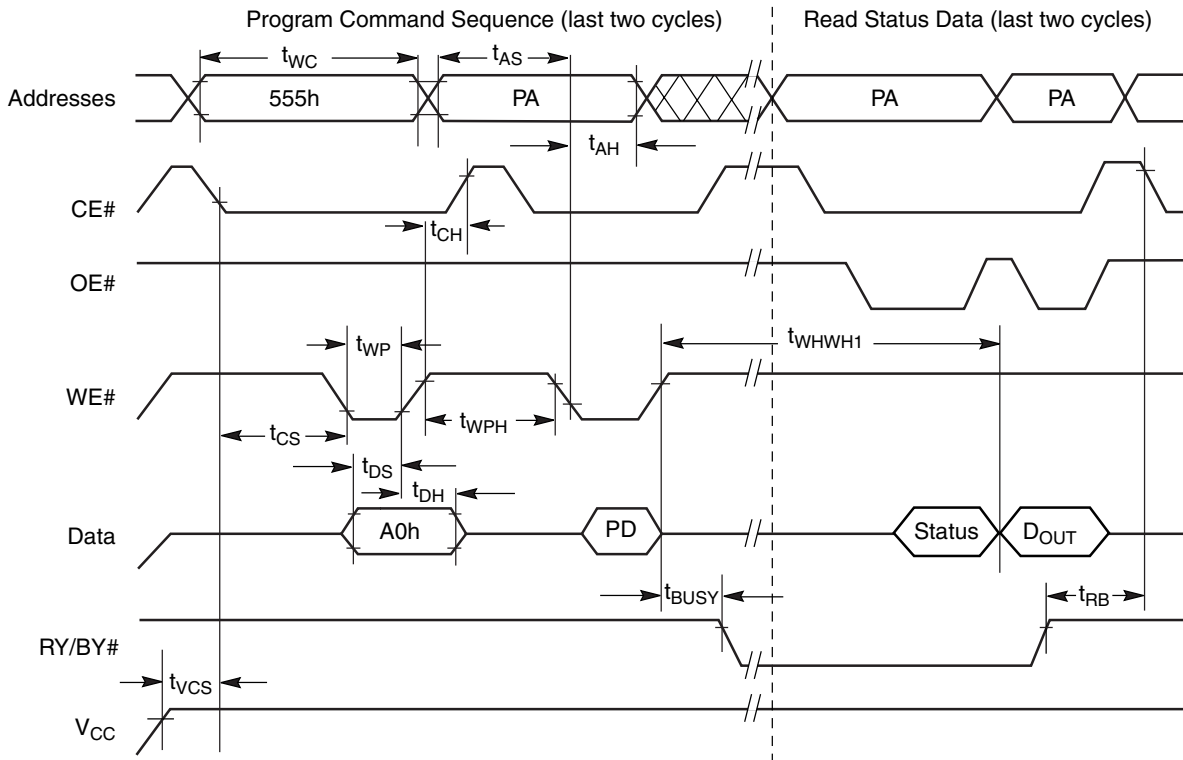 Program Command Sequence (last two cycles)
Read Status Data (last two cycles)
tWC
tAS
Addresses
555h
PA
PA
PA
tAH
CE#
tCH
OE#
tWP
tWHWH1
WE#
tCS
tWPH
tDS
tDH
Data
A0h
PD
Status
DOUT
tBUSY
tRB
RY/BY#
tVCS
VCC